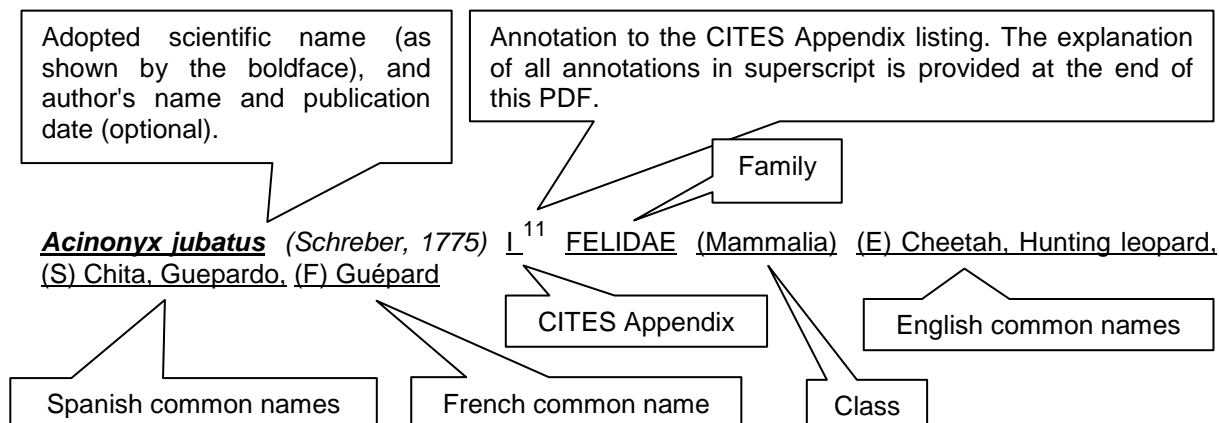 Adopted scientific name (as
shown by the boldface), and
author's name and publication
date (optional).
Annotation to the CITES Appendix listing. The explanation
of all annotations in superscript is provided at the end of
this PDF.
Family
Acinonyx jubatus (Schreber, 1775) I 11 FELIDAE (Mammalia) (E) Cheetah, Hunting leopard,
(S) Chita, Guepardo, (F) Guépard
CITES Appendix
English common names
Spanish common names
French common name
Class